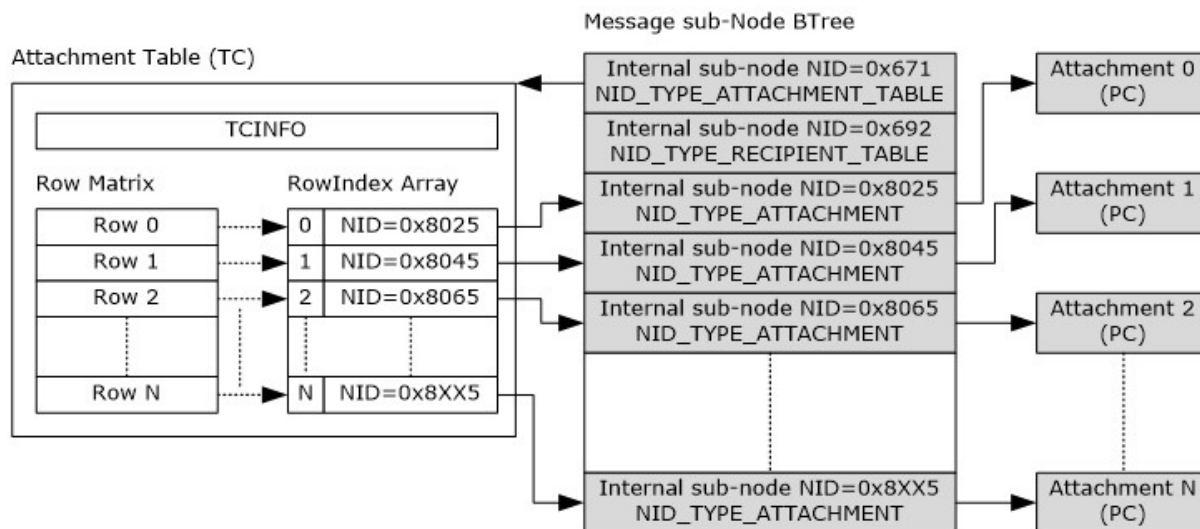 Message sub-Node BTree
Attachment Table (TC)
TCINFO
Row Matrix
RowIndex Array
Row 0
0
NID=0x8025
Row 1
1
NID=0x8045
Row 2
2
NID=0x8065
Row N
N
NID=0x8XX5
Internal sub-node NID=0x671
NID_TYPE_ATTACHMENT_TABLE
Internal sub-node NID=0x692
NID_TYPE_RECIPIENT_TABLE
Internal sub-node NID=0x8025
NID_TYPE_ATTACHMENT
Internal sub-node NID=0x8045
NID_TYPE_ATTACHMENT
Internal sub-node NID=0x8065
NID_TYPE_ATTACHMENT
Internal sub-node NID=0x8XX5
NID_TYPE_ATTACHMENT
Attachment 0
(PC)
Attachment 1
(PC)
Attachment 2
(PC)
Attachment N
(PC)